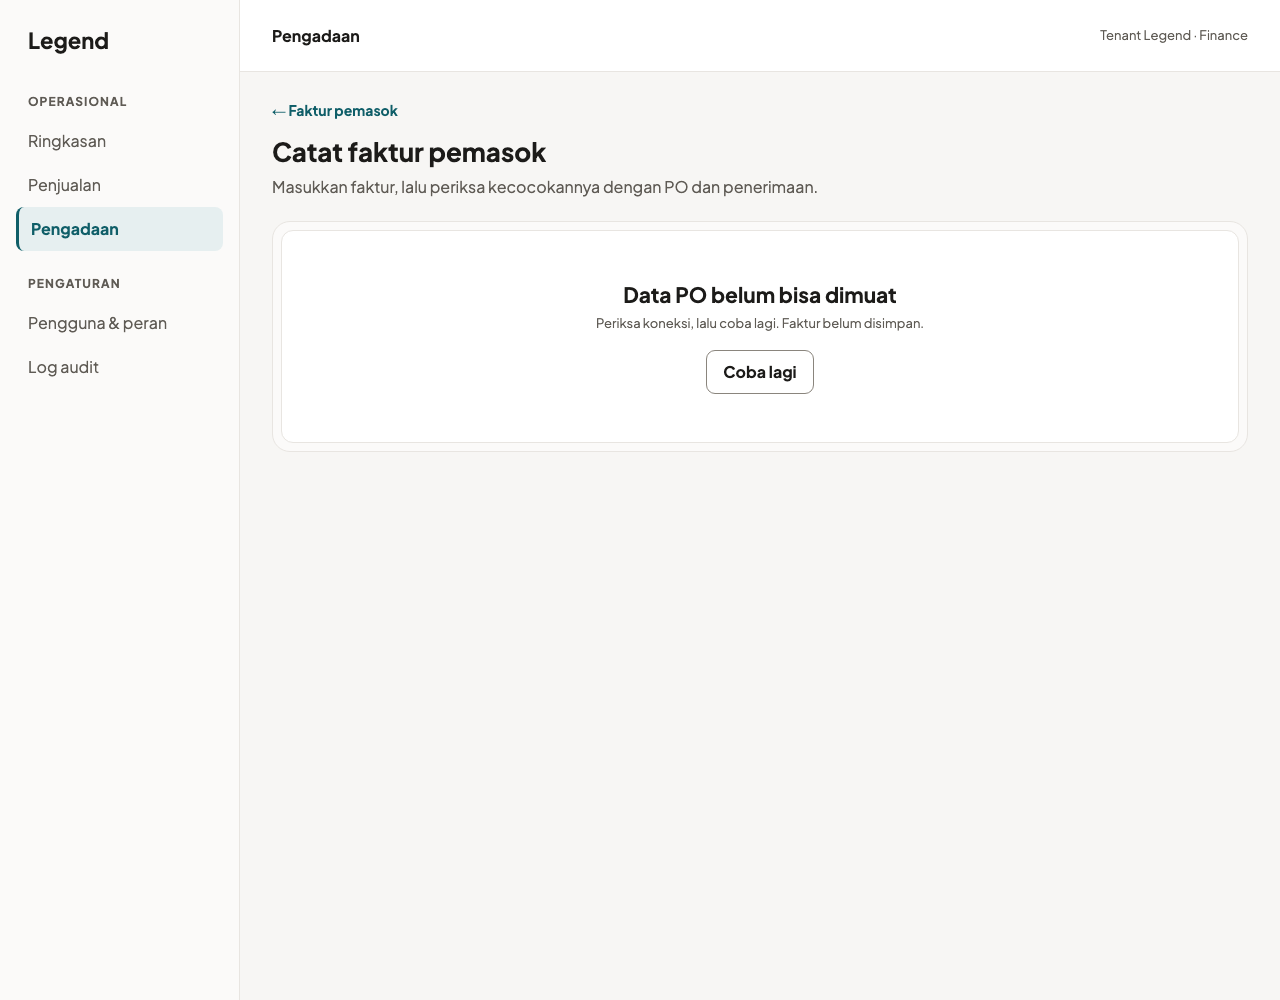 Legend
OPERASIONAL
Ringkasan
Penjualan
Pengadaan
PENGATURAN
Pengguna & peran
Log audit
Pengadaan
Tenant Legend · Finance
← Faktur pemasok
Catat faktur pemasok
Masukkan faktur, lalu periksa kecocokannya dengan PO dan penerimaan.
Data PO belum bisa dimuat
Periksa koneksi, lalu coba lagi. Faktur belum disimpan.
Coba lagi